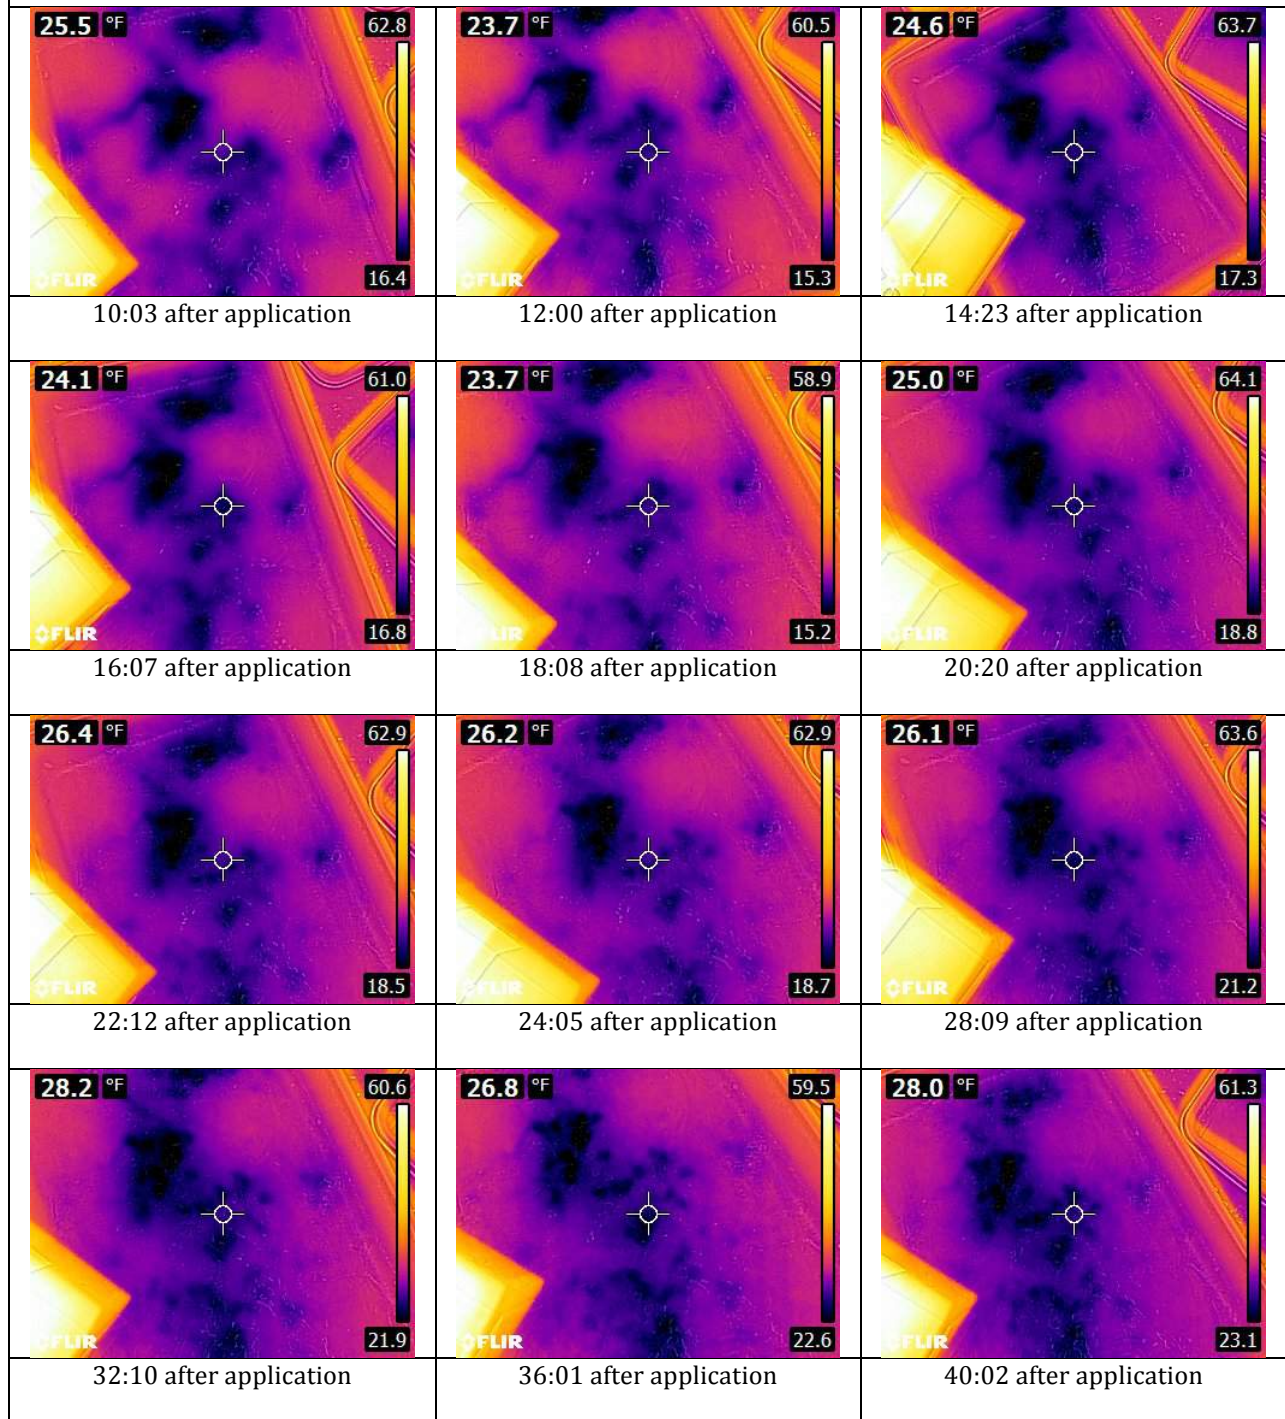 25.5 °F 62.8
FLIR 16.4
10:03 after application
23.7 °F 60.5
FLIR 15.3
12:00 after application
24.6 °F 63.7
FLIR 17.3
14:23 after application
24.1 °F 61.0
FLIR 16.8
16:07 after application
23.7 °F 58.9
FLIR 15.2
18:08 after application
25.0 °F 64.1
FLIR 18.8
20:20 after application
26.4 °F 62.9
FLIR 18.5
22:12 after application
26.2 °F 62.9
FLIR 18.7
24:05 after application
26.1 °F 63.6
FLIR 21.2
28:09 after application
28.2 °F 60.6
FLIR 21.9
32:10 after application
26.8 °F 59.5
FLIR 22.6
36:01 after application
28.0 °F 61.3
FLIR 23.1
40:02 after application